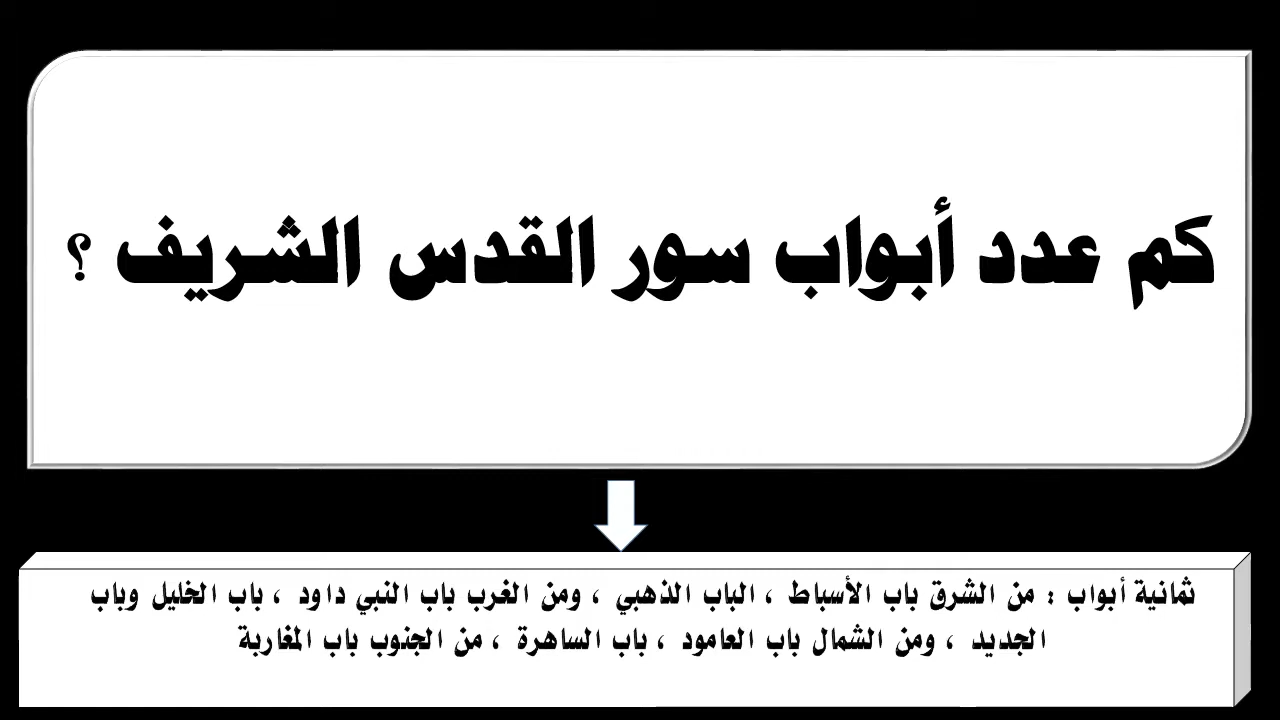 كم عدد أبواب سور القدس الشريف ؟
ثمانية أبواب : من الشرق باب الأسباط ، الباب الذهبي ، ومن الغرب باب النبي داود ، باب الخليل وباب
الجديد ، ومن الشمال باب العامود ، باب الساهرة ، من الجنوب باب المغاربة